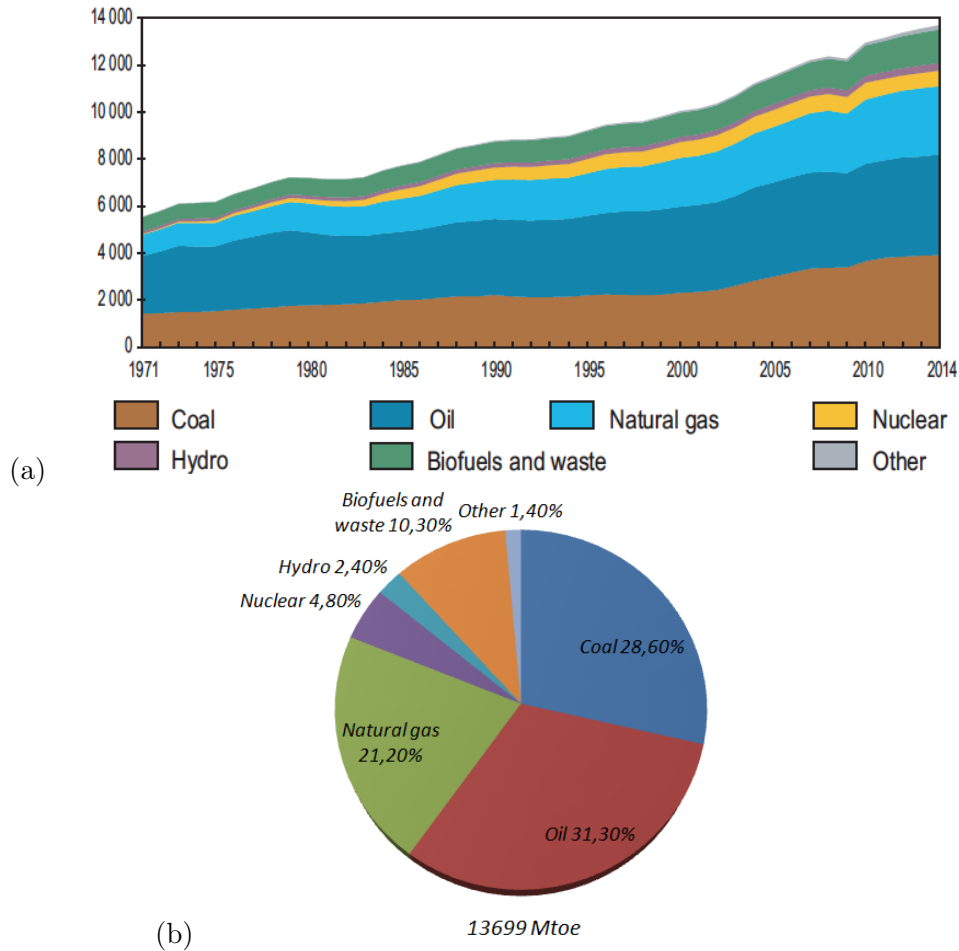 14 000
12 000
10 000
8 000
6 000
4 000
2 000
0
1971 1975 1980 1985 1990 1995 2000 2005 2010 2014
Coal Oil Natural gas Nuclear
Hydro Biofuels and waste Other
(a)
Biofuels and
waste 10,30%
Other 1,40%
Hydro 2,40%
Nuclear 4,80%
Coal 28,60%
Natural gas
21,20%
Oil 31,30%
13699 Mtoe
(b)